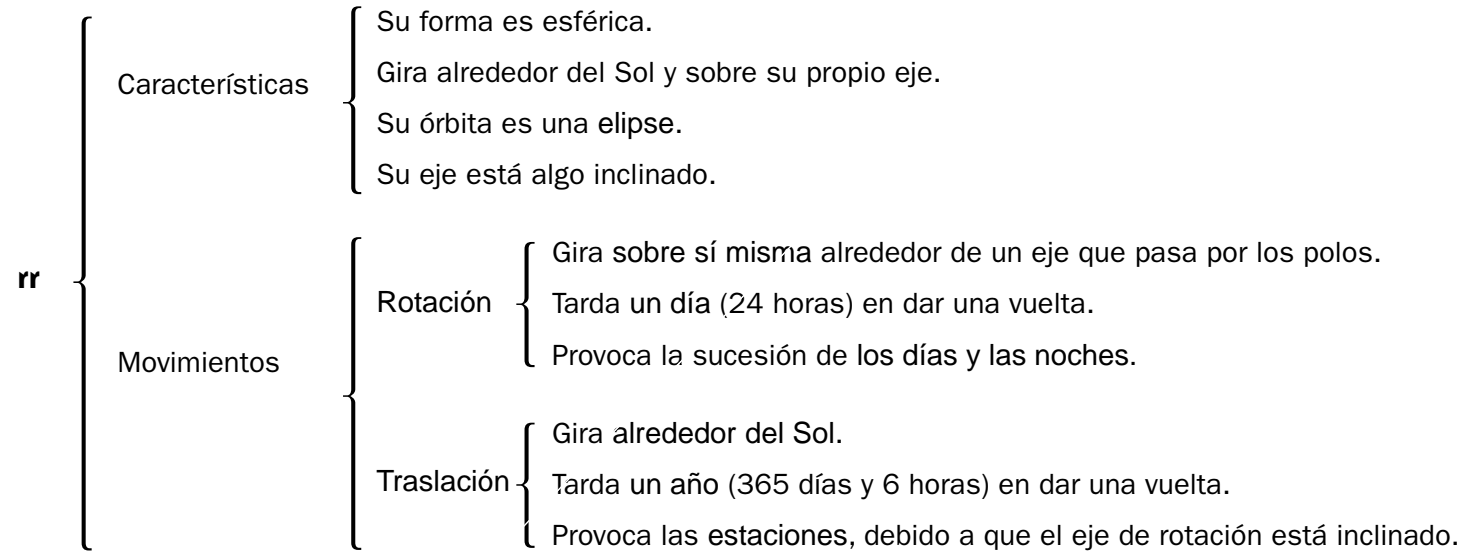 Su forma es esférica.
Características
Gira alrededor del Sol y sobre su propio eje.
Su órbita es una elipse.
Su eje está algo inclinado.
rr
Movimientos
Rotación
Gira sobre sí misma alrededor de un eje que pasa por los polos.
Tarda un día (24 horas) en dar una vuelta.
Provoca la sucesión de los días y las noches.
Traslación
Gira alrededor del Sol.
Tarda un año (365 días y 6 horas) en dar una vuelta.
Provoca las estaciones, debido a que el eje de rotación está inclinado.